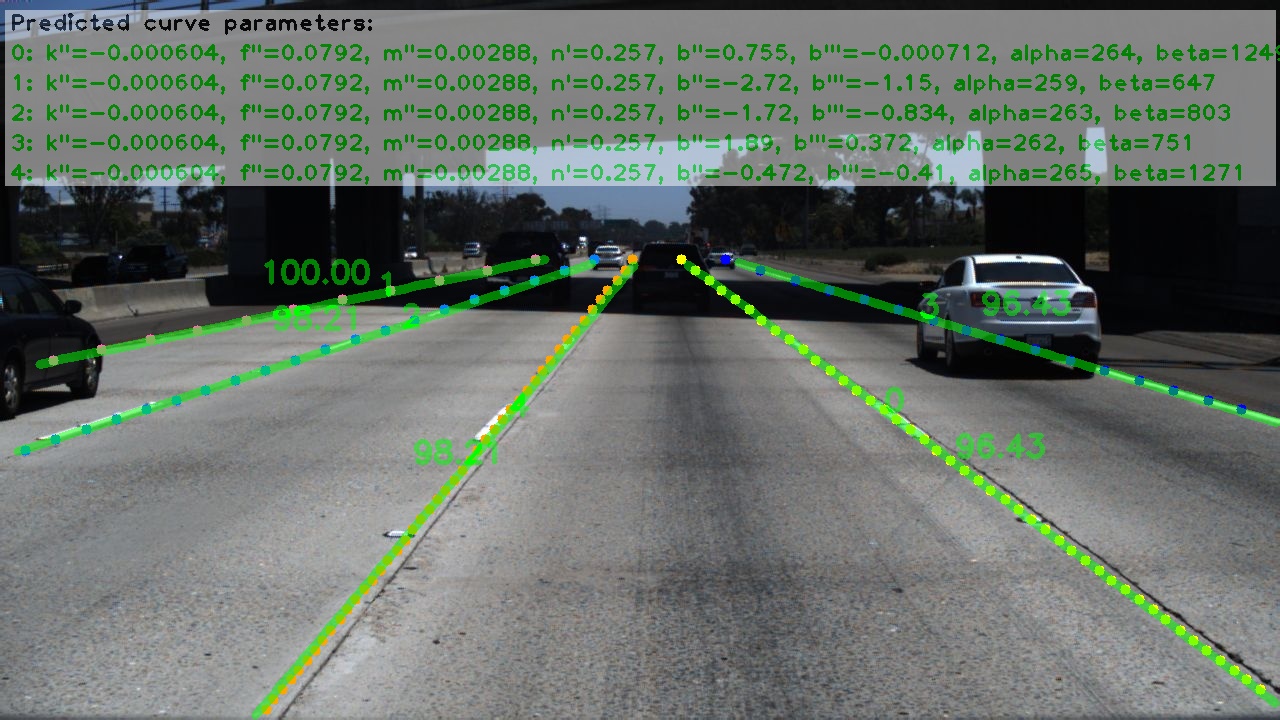 Predicted curve parameters:
0: k''=-0.000604, f''=0.0792, m''=0.00288, n'=0.257, b''=0.755, b'''=-0.000712, alpha=264, beta=124
1: k''=-0.000604, f''=0.0792, m''=0.00288, n'=0.257, b''=-2.72, b'''=-1.15, alpha=259, beta=647
2: k''=-0.000604, f''=0.0792, m''=0.00288, n'=0.257, b''=-1.72, b'''=-0.834, alpha=263, beta=803
3: k''=-0.000604, f''=0.0792, m''=0.00288, n'=0.257, b''=1.89, b'''=0.372, alpha=262, beta=751
4: k''=-0.000604, f''=0.0792, m''=0.00288, n'=0.257, b''=-0.472, b'''=-0.41, alpha=265, beta=1271
100.00 1
98.21 2
3 96.43
0
98.21
96.43